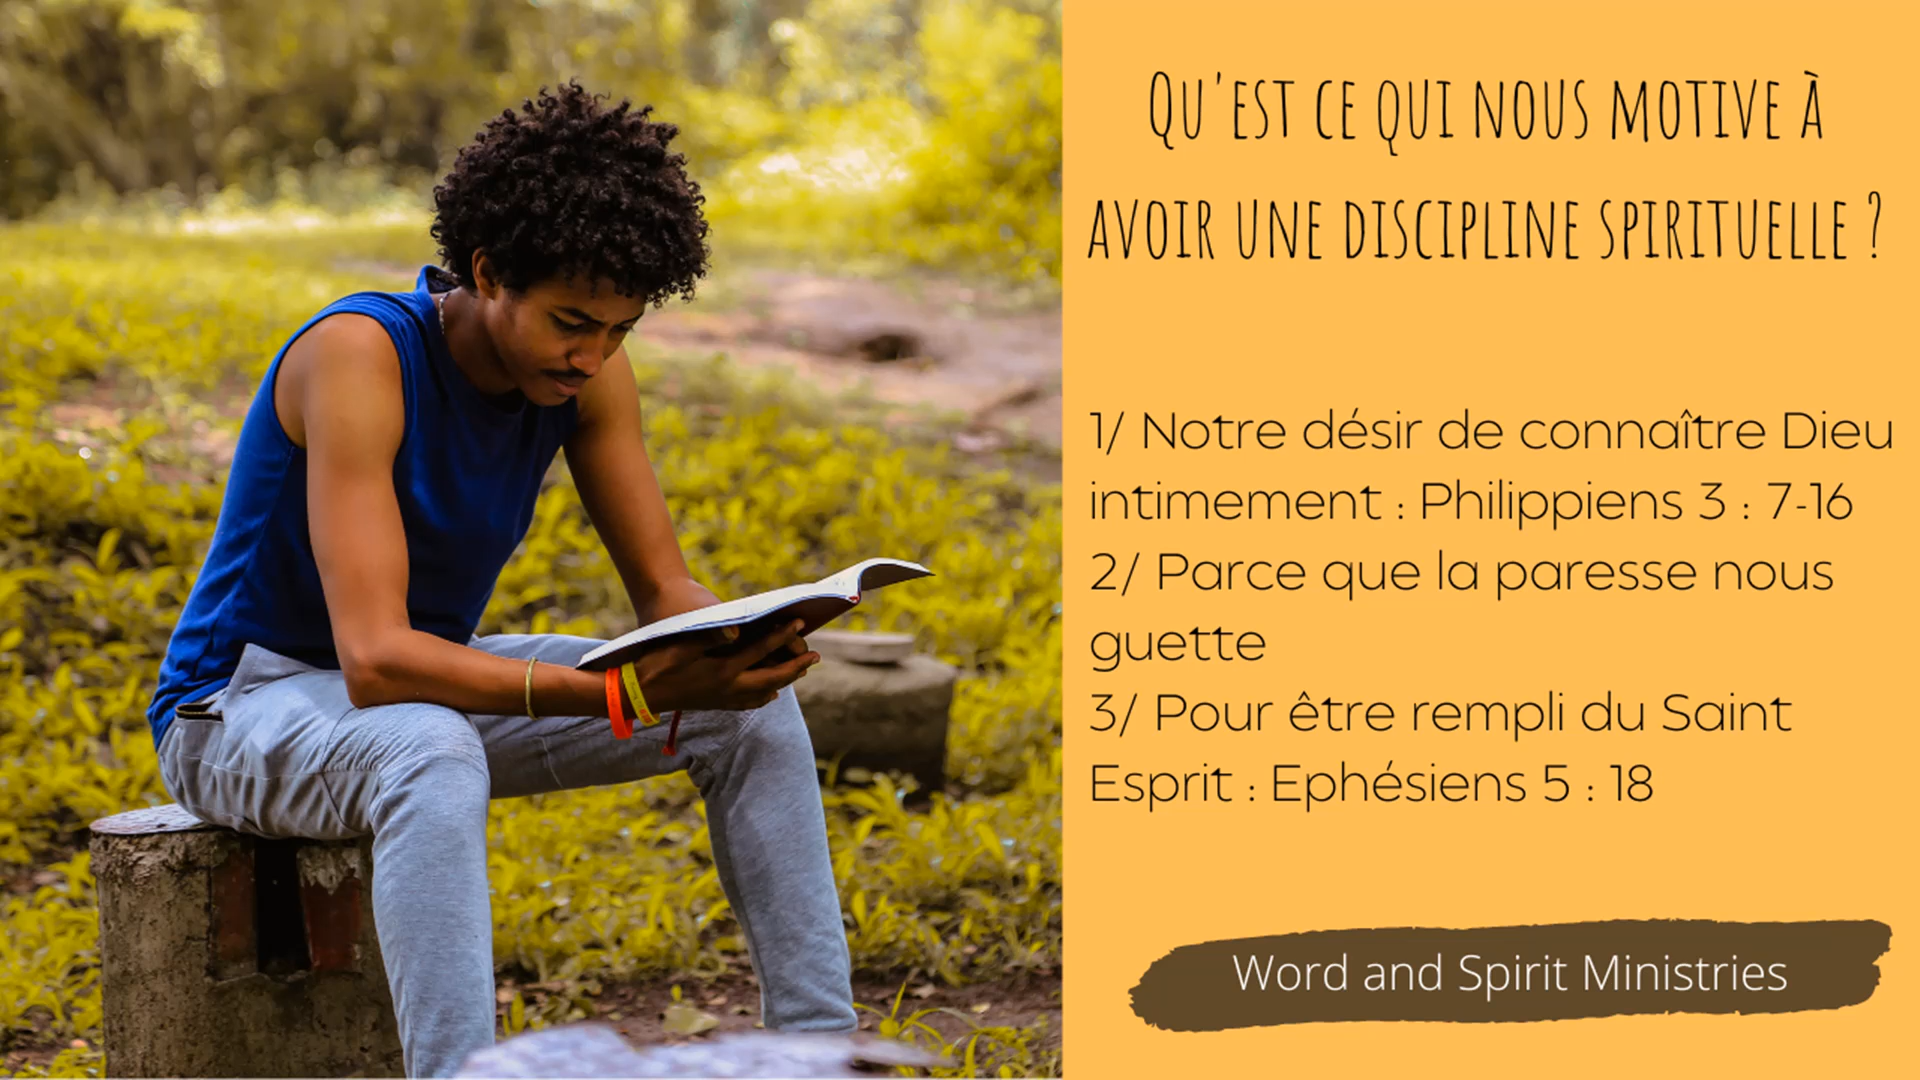 QU'EST CE QUI NOUS MOTIVE À
AVOIR UNE DISCIPLINE SPIRITUELLE ?
1/ Notre désir de connaître Dieu
intimement : Philippiens 3 : 7-16
2/ Parce que la paresse nous
guette
3/ Pour être rempli du Saint
Esprit : Ephésiens 5 : 18
Word and Spirit Ministries